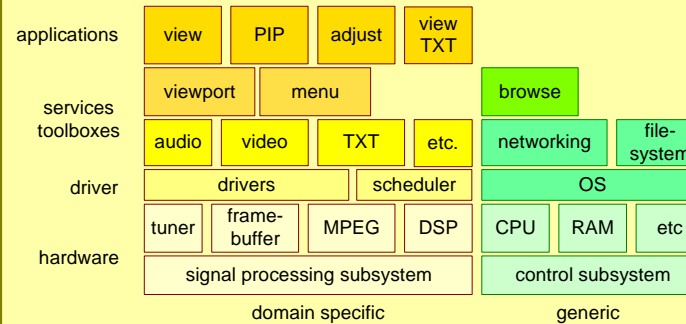 applications
view
PIP
adjust
view
TXT
services
toolboxes
viewport
menu
browse
audio
video
TXT
etc.
networking
file-
system
driver
drivers
scheduler
OS
hardware
tuner
frame-
buffer
MPEG
DSP
CPU
RAM
etc
signal processing subsystem
control subsystem
domain specific
generic